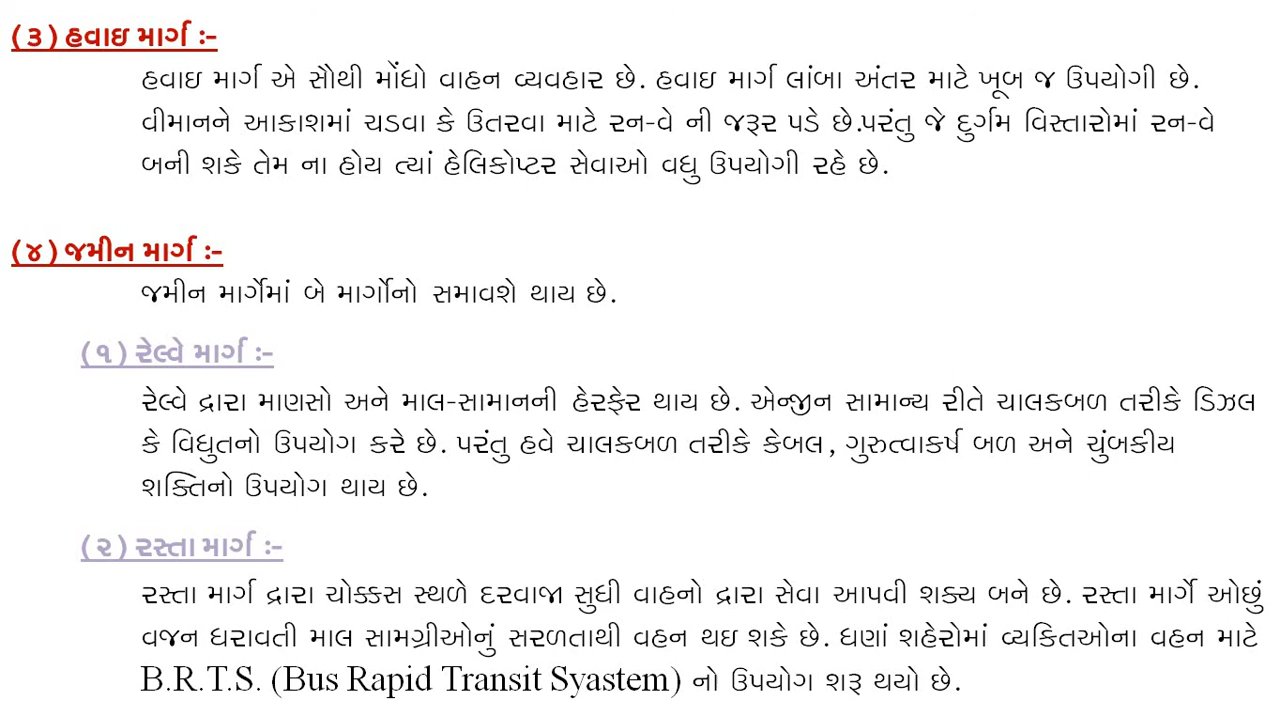 (૩) હવાઇ માર્ગ :-
હવાઇ માર્ગ એ સૌથી મોંઘો વાહન વ્યવહાર છે. હવાઇ માર્ગ લાંબા અંતર માટે ખૂબ જ ઉપયોગી છે.
વીમાનને આકાશમાં ચડવા કે ઉતરવા માટે રન-વે ની જરૂર પડે છે.પરંતુ જે દુર્ગમ વિસ્તારોમાં રન-વે
બની શકે તેમ ના હોય ત્યાં હેલિકોપ્ટર સેવાઓ વધુ ઉપયોગી રહે છે.
(૪) જમીન માર્ગ :-
જમીન માર્ગેમાં બે માર્ગોનો સમાવશે થાય છે.
(૧) રેલ્વે માર્ગ :-
રેલ્વે દ્રારા માણસો અને માલ-સામાનની હેરફેર થાય છે. એન્જીન સામાન્ય રીતે ચાલકબળ તરીકે ડિઝલ
કે વિધુતનો ઉપયોગ કરે છે. પરંતુ હવે ચાલકબળ તરીકે કેબલ, ગુરુત્વાકર્ષ બળ અને ચુંબકીય
શક્તિનો ઉપયોગ થાય છે.
(૨) રસ્તા માર્ગ :-
રસ્તા માર્ગ દ્રારા ચોક્કસ સ્થળે દરવાજા સુધી વાહનો દ્રારા સેવા આપવી શક્ય બને છે. રસ્તા માર્ગે ઓછું
વજન ધરાવતી માલ સામગ્રીઓનું સરળતાથી વહન થઇ શકે છે. ઘણાં શહેરોમાં વ્યકિતઓના વહન માટે
B.R.T.S. (Bus Rapid Transit Syastem) નો ઉપયોગ શરૂ થયો છે.